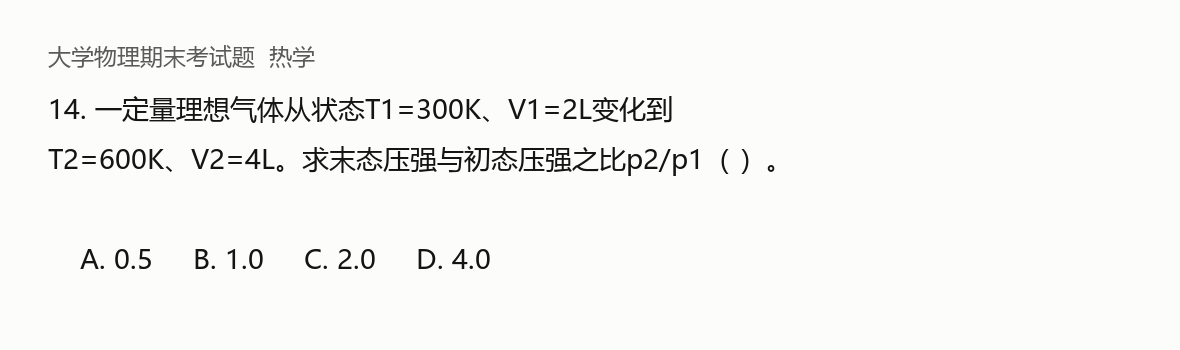 大学物理期末考试题 热学
14. 一定量理想气体从状态T1=300K、V1=2L变化到
T2=600K、V2=4L。求末态压强与初态压强之比p2/p1（ ）。
A. 0.5 B. 1.0 C. 2.0 D. 4.0